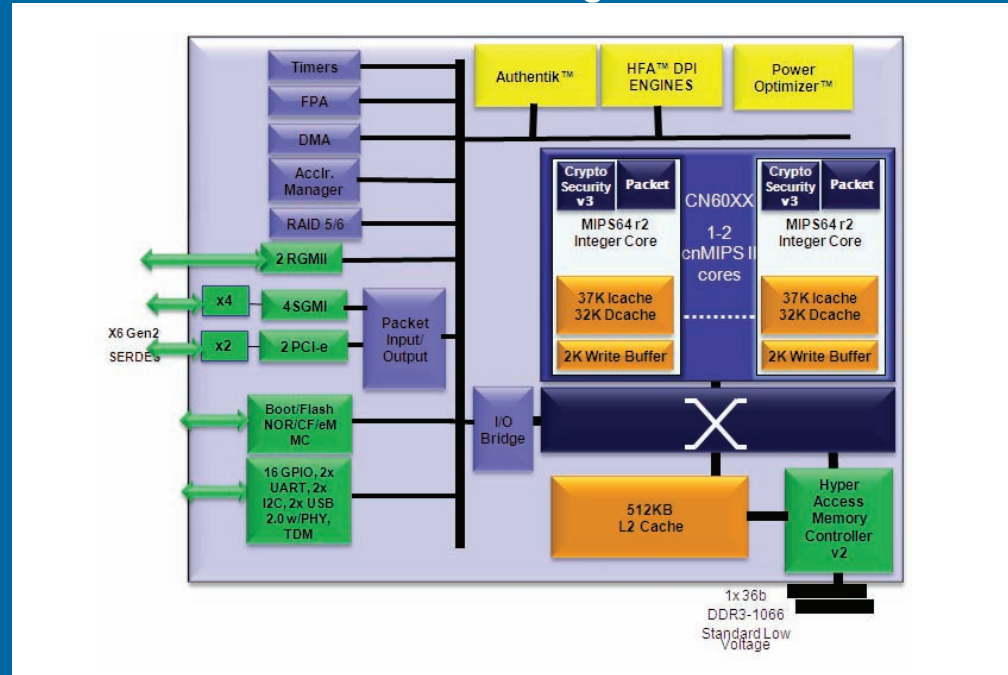 Timers
FPA
DMA
Acclr.
Manager
RAID 5/6
2 RGMII
x4
4SGMI
X6 Gen2
SERDES
x2
2 PCI-e
Packet
Input/
Output
Boot/Flash
NOR/CF/eM
MC
16 GPIO, 2x
UART, 2x
I2C, 2x USB
2.0 w/PHY,
TDM
Authentik™
HFA™ DPI
ENGINES
Power
Optimizer™
Crypto
Security
v3
Packet
MIPS64 r2
Integer Core
37K Icache
32K Dcache
2K Write Buffer
CN60XX
1-2
cnMIPS II
cores
Crypto
Security
v3
Packet
MIPS64 r2
Integer Core
37K Icache
32K Dcache
2K Write Buffer
I/O
Bridge
512KB
L2 Cache
Hyper
Access
Memory
Controller
v2
1x 36b
DDR3-1066
Standard Low
Voltage